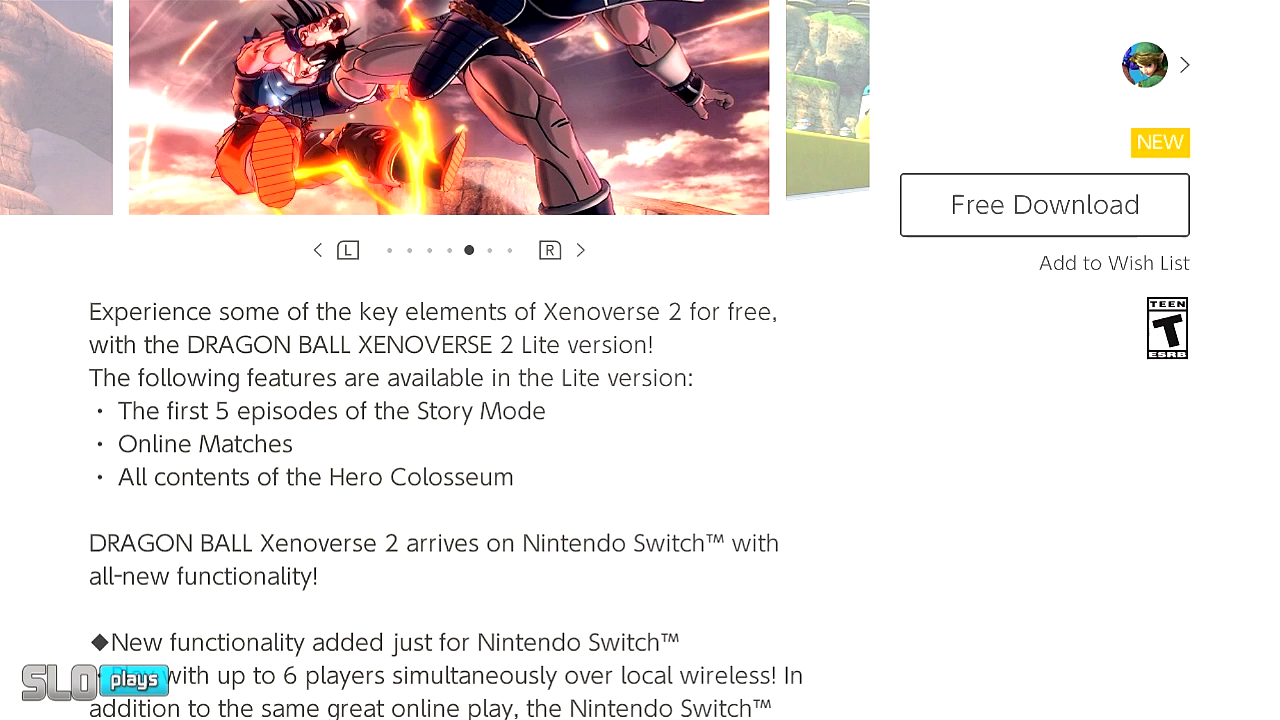 NEW
Free Download
Add to Wish List
TEEN
T
ESRB
L
R
Experience some of the key elements of Xenoverse 2 for free,
with the DRAGON BALL XENOVERSE 2 Lite version!
The following features are available in the Lite version:
・ The first 5 episodes of the Story Mode
・ Online Matches
・ All contents of the Hero Colosseum
DRAGON BALL Xenoverse 2 arrives on Nintendo Switch™ with
all-new functionality!
◆New functionality added just for Nintendo Switch™
with up to 6 players simultaneously over local wireless! In
addition to the same great online play, the Nintendo Switch™
SLO plays